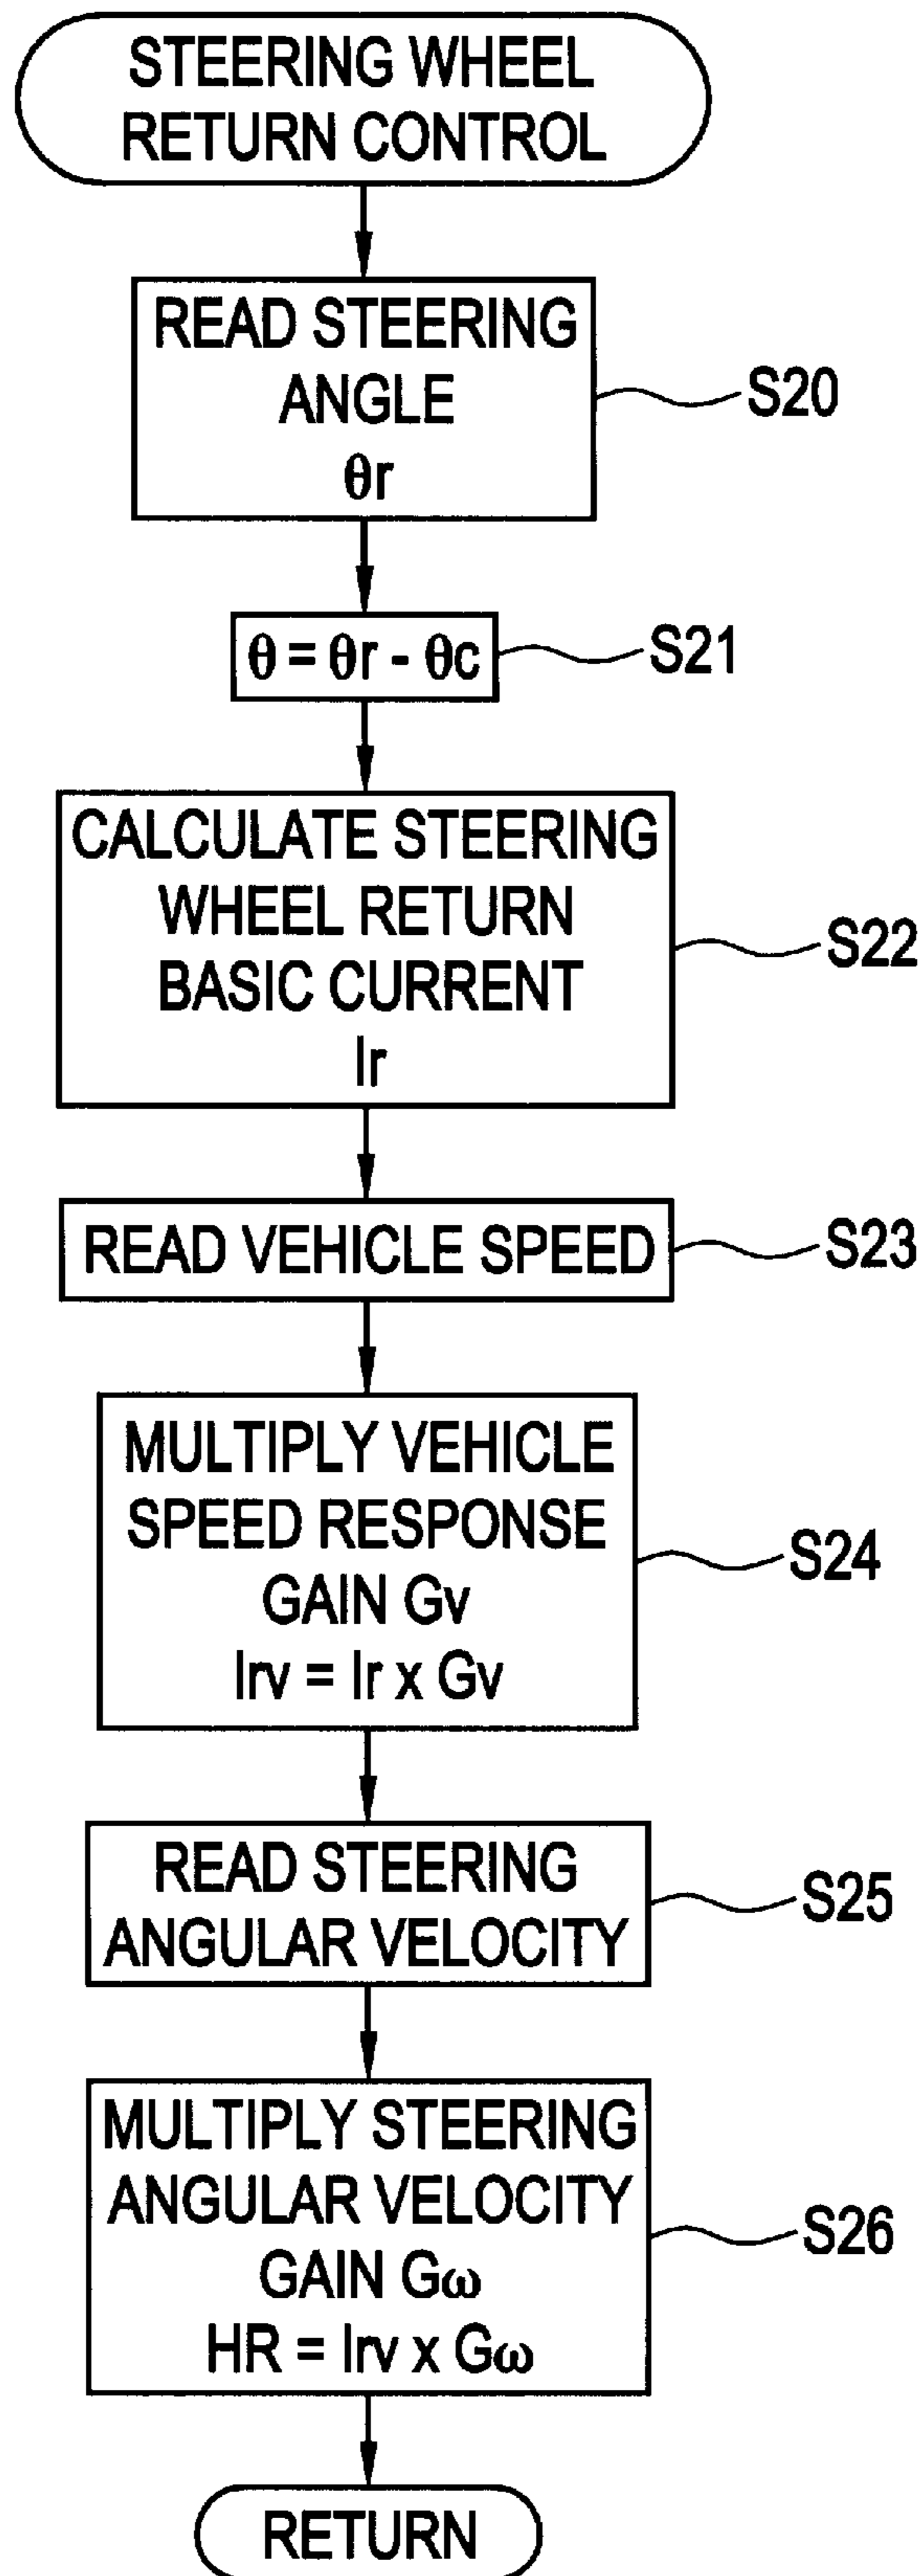 STEERING WHEEL
RETURN CONTROL
READ STEERING
ANGLE
θr
S20
θ = θr - θc
S21
CALCULATE STEERING
WHEEL RETURN
BASIC CURRENT
Ir
S22
READ VEHICLE SPEED
S23
MULTIPLY VEHICLE
SPEED RESPONSE
GAIN Gv
Irv = Ir x Gv
S24
READ STEERING
ANGULAR VELOCITY
S25
MULTIPLY STEERING
ANGULAR VELOCITY
GAIN Gω
HR = Irv x Gω
S26
RETURN